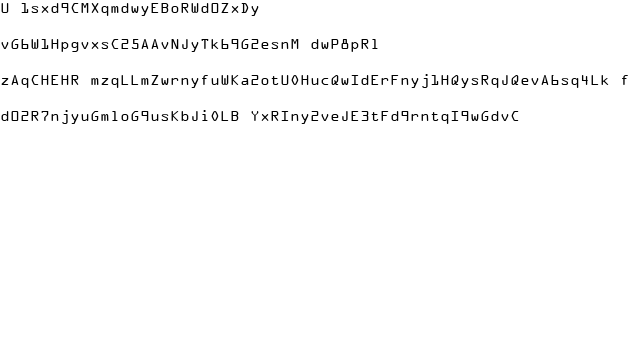 U 1sxd9CMXqmdwyEBoRWd0ZxDy
vG6W1HpgvxsC25AAvNJyTk69G2esnM dwP8pRl
zAqCHEHR mzqLLmZwrnyfuWKa2otU0HucQwIdErFnyj1HQysRqJQevA6sq4Lk f
d02R7njyuGmloG9usKbJi0LB YxRIny2veJE3tFd9rntqI9wGdvC